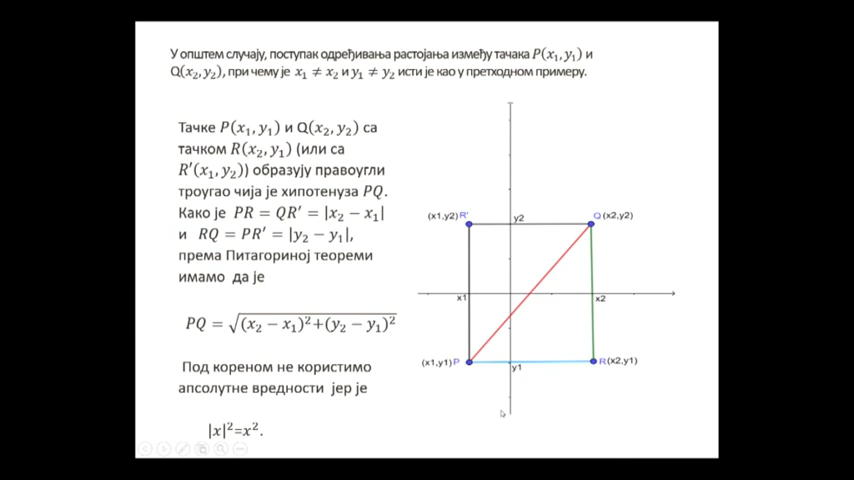 У општем случају, поступак одређивања растојања између тачака P(x₁, y₁) и
Q(x₂, y₂), при чему је x₁ ≠ x₂ и y₁ ≠ y₂ исти је као у претходном примеру.
Тачке P(x₁, y₁) и Q(x₂, y₂) са
тачком R(x₂, y₁) (или са
R′(x₁, y₂)) образују правоугли
троугао чија је хипотенуза PQ.
Како је PR = QR′ = |x₂ − x₁|
и RQ = PR′ = |y₂ − y₁|,
према Питагориној теореми
имамо да је
PQ = √(x₂ − x₁)²+(y₂ − y₁)²
Под кореном не користимо
апсолутне вредности јер је
|x|²=x².
(x1,y2)R'
y2
Q(x2,y2)
x1
x2
(x1,y1)P
y1
R(x2,y1)